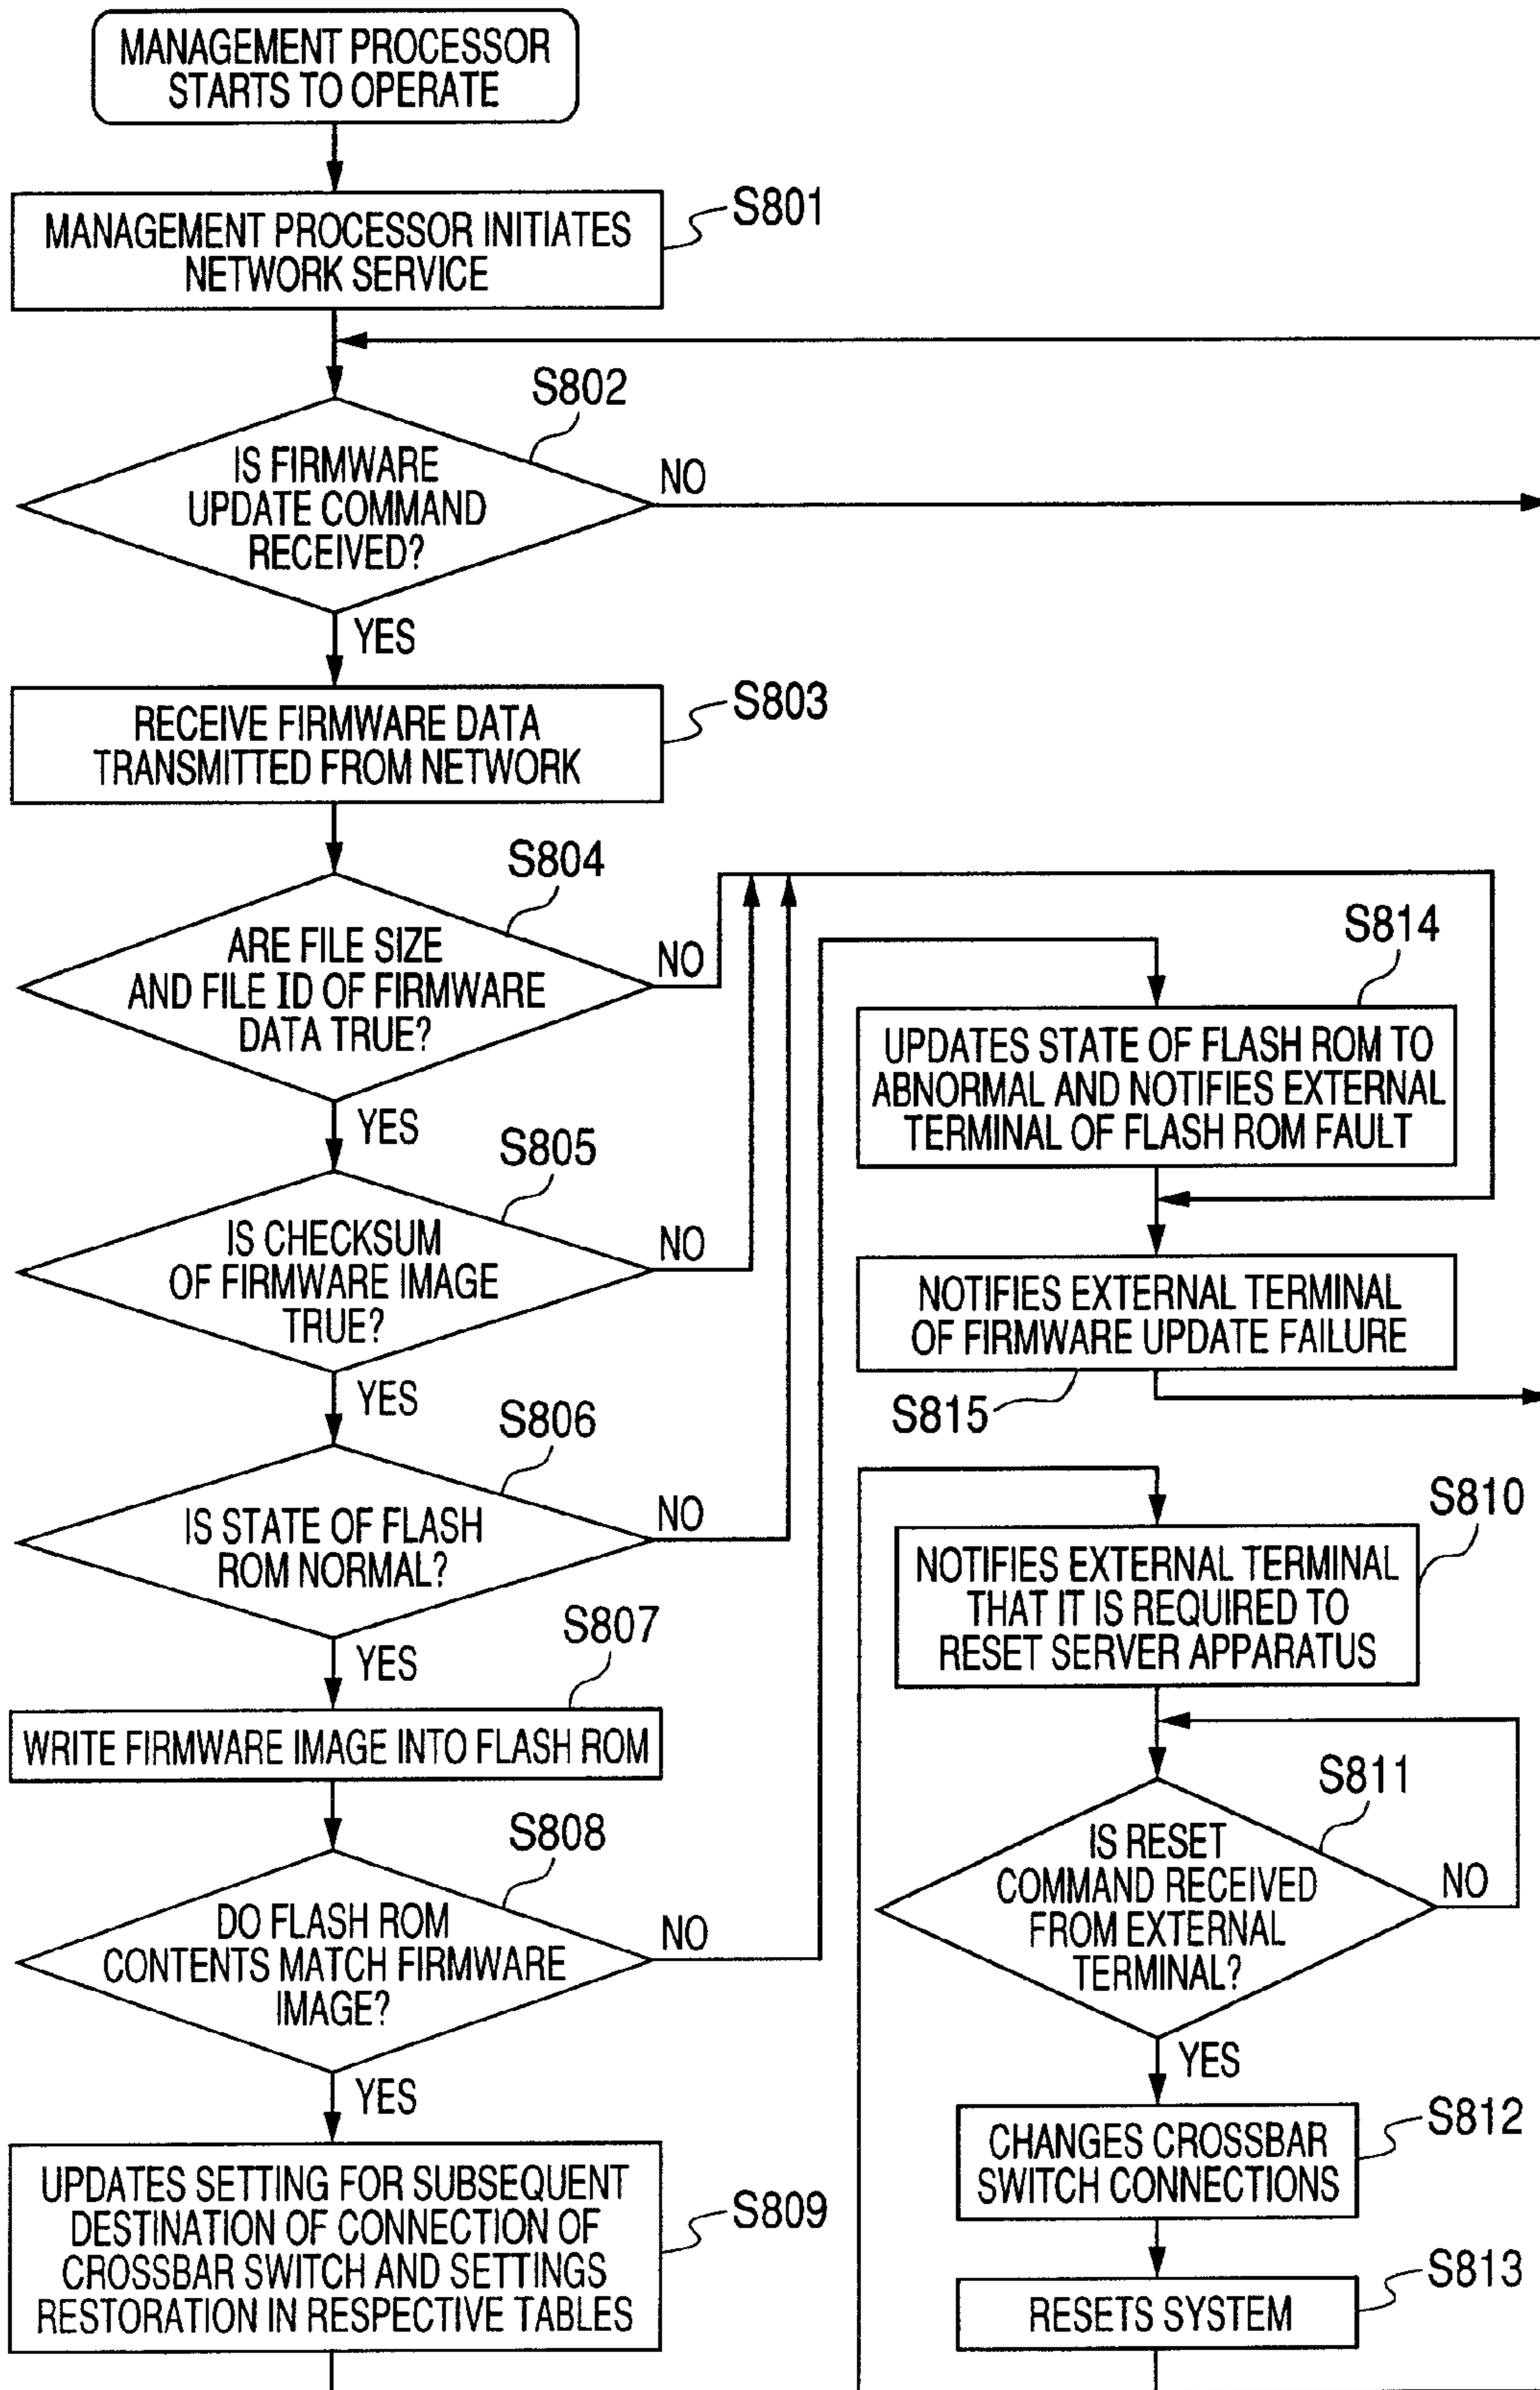 MANAGEMENT PROCESSOR
STARTS TO OPERATE
MANAGEMENT PROCESSOR INITIATES
NETWORK SERVICE
S801
IS FIRMWARE
UPDATE COMMAND
RECEIVED?
S802
NO
YES
RECEIVE FIRMWARE DATA
TRANSMITTED FROM NETWORK
S803
ARE FILE SIZE
AND FILE ID OF FIRMWARE
DATA TRUE?
S804
NO
YES
IS CHECKSUM
OF FIRMWARE IMAGE
TRUE?
S805
NO
YES
IS STATE OF FLASH
ROM NORMAL?
S806
NO
YES
WRITE FIRMWARE IMAGE INTO FLASH ROM
S807
DO FLASH ROM
CONTENTS MATCH FIRMWARE
IMAGE?
S808
NO
YES
UPDATES SETTING FOR SUBSEQUENT
DESTINATION OF CONNECTION OF
CROSSBAR SWITCH AND SETTINGS
RESTORATION IN RESPECTIVE TABLES
S809
S814
UPDATES STATE OF FLASH ROM TO
ABNORMAL AND NOTIFIES EXTERNAL
TERMINAL OF FLASH ROM FAULT
NOTIFIES EXTERNAL TERMINAL
OF FIRMWARE UPDATE FAILURE
S815
S810
NOTIFIES EXTERNAL TERMINAL
THAT IT IS REQUIRED TO
RESET SERVER APPARATUS
S811
IS RESET
COMMAND RECEIVED
FROM EXTERNAL
TERMINAL?
NO
YES
CHANGES CROSSBAR
SWITCH CONNECTIONS
S812
RESETS SYSTEM
S813